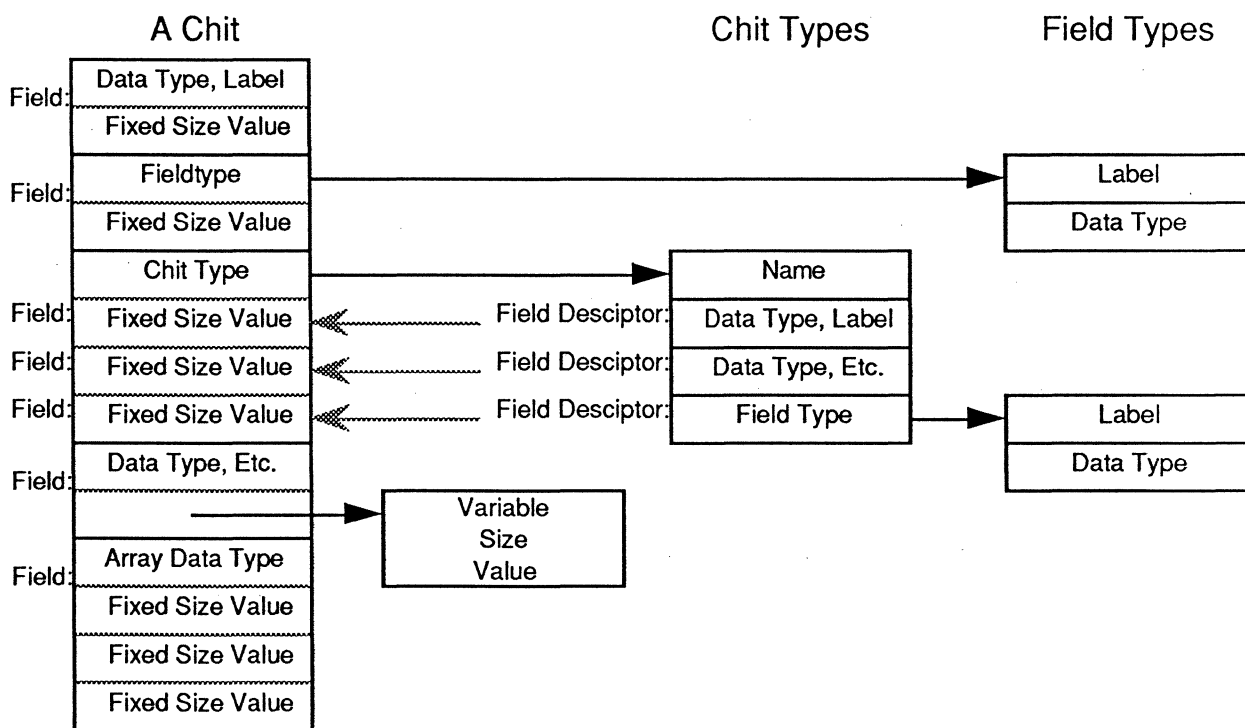 A Chit
Chit Types
Field Types
Data Type, Label
Field:
Fixed Size Value
Fieldtype
Label
Field:
Fixed Size Value
Data Type
Chit Type
Name
Field:
Fixed Size Value
Field Desciptor:
Data Type, Label
Field:
Fixed Size Value
Field Desciptor:
Data Type, Etc.
Field:
Fixed Size Value
Field Desciptor:
Field Type
Label
Data Type, Etc.
Data Type
Field:
Variable
Size
Value
Array Data Type
Field:
Fixed Size Value
Fixed Size Value
Fixed Size Value